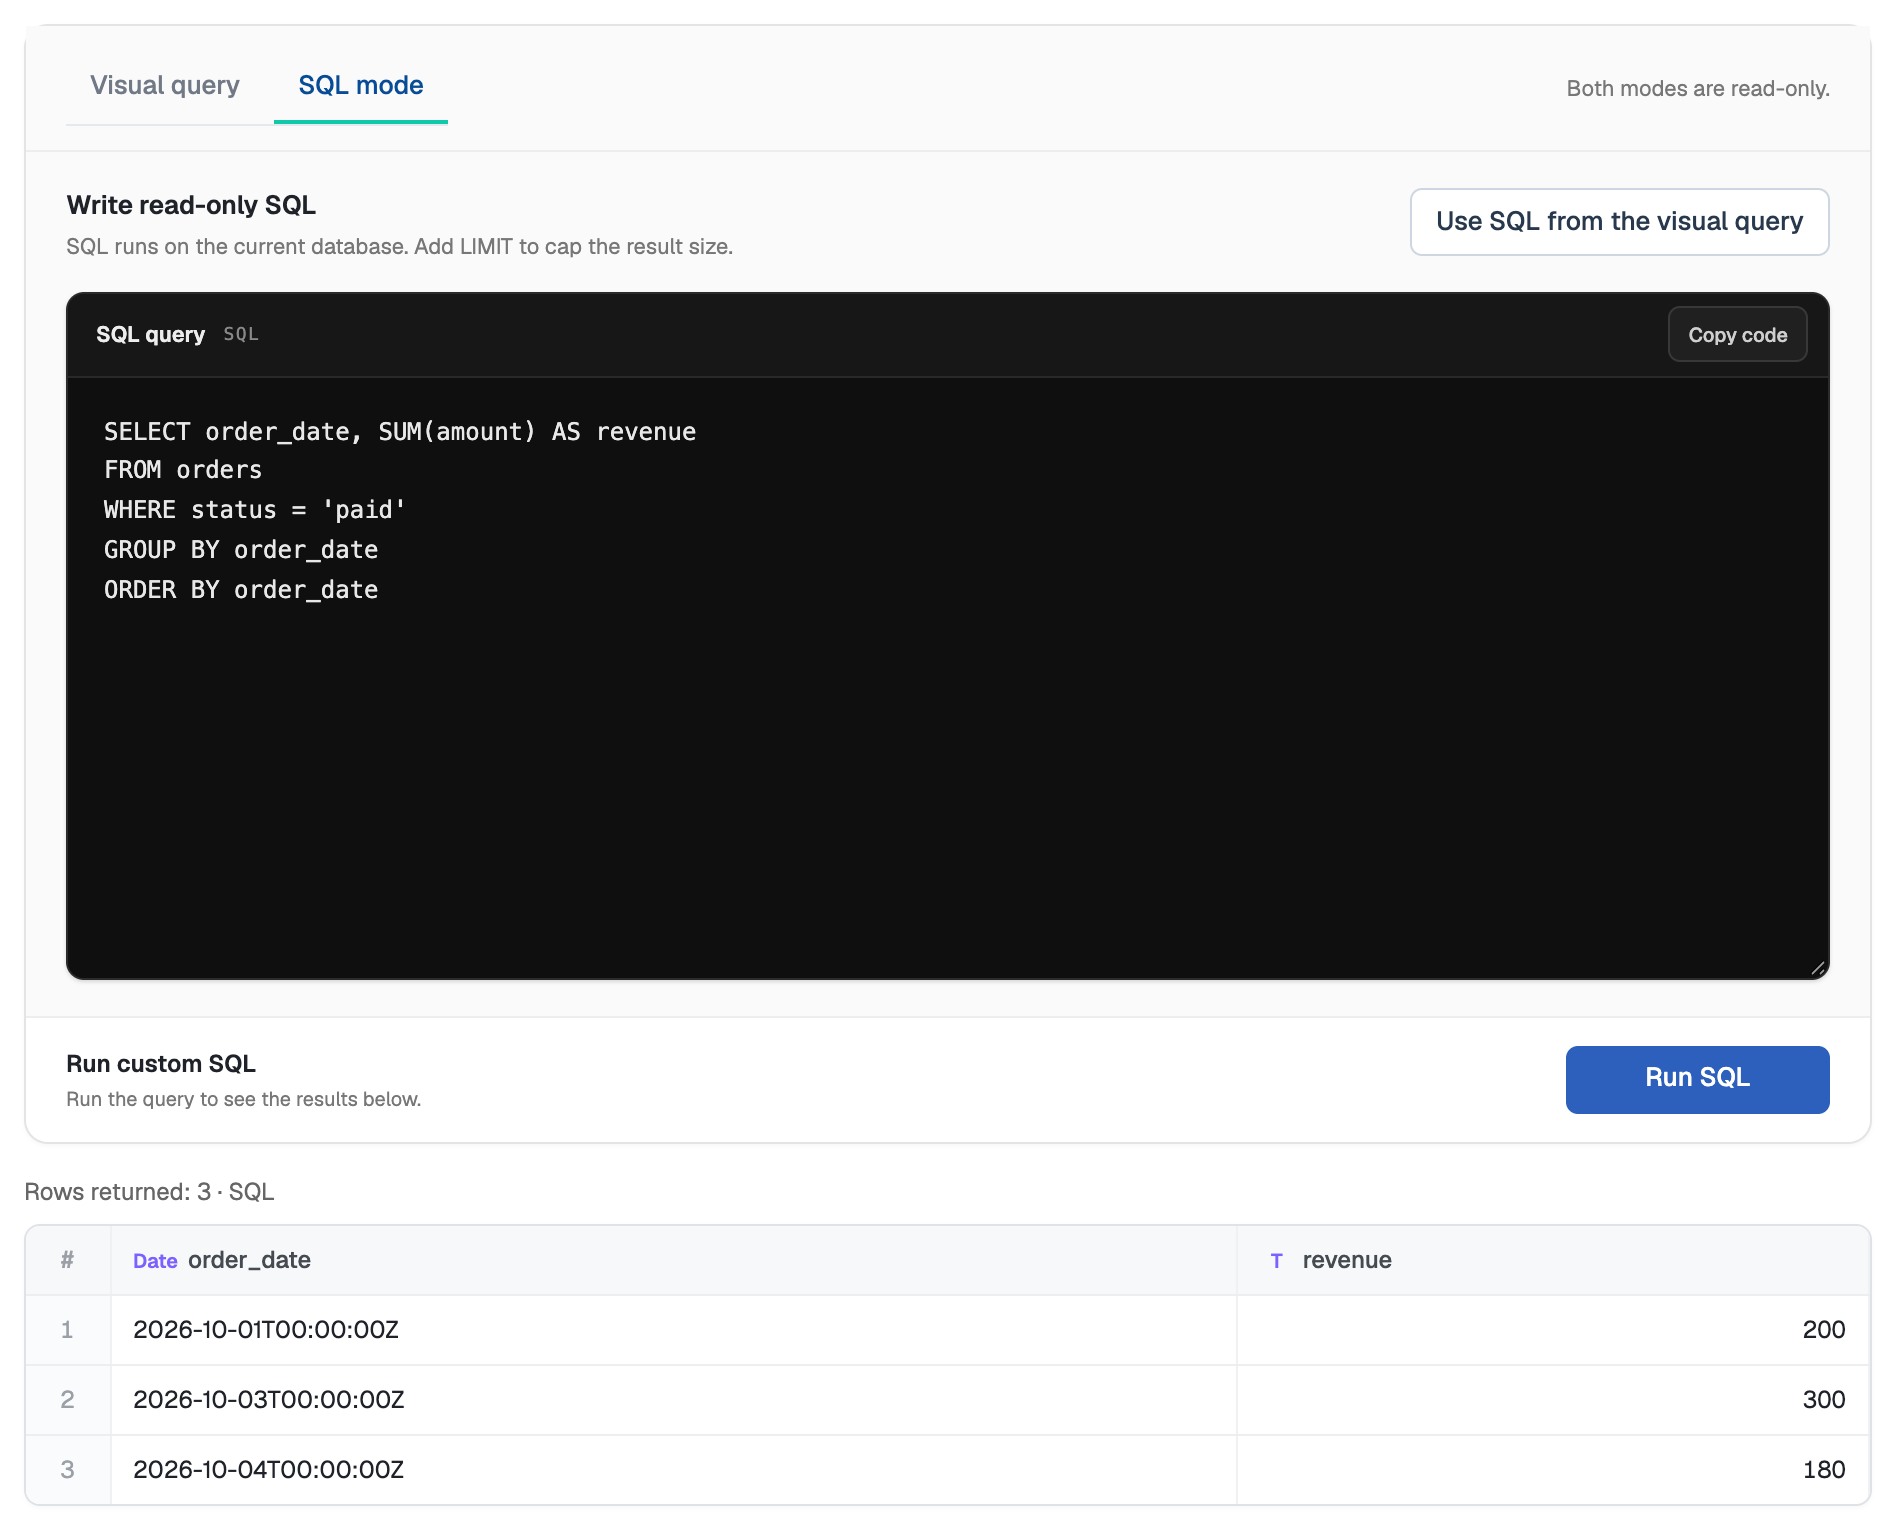 Visual query
SQL mode
Both modes are read-only.
Write read-only SQL
SQL runs on the current database. Add LIMIT to cap the result size.
Use SQL from the visual query
SQL query SQL
Copy code
SELECT order_date, SUM(amount) AS revenue
FROM orders
WHERE status = 'paid'
GROUP BY order_date
ORDER BY order_date
Run custom SQL
Run the query to see the results below.
Run SQL
Rows returned: 3 · SQL
# Date order_date T revenue
1 2026-10-01T00:00:00Z 200
2 2026-10-03T00:00:00Z 300
3 2026-10-04T00:00:00Z 180